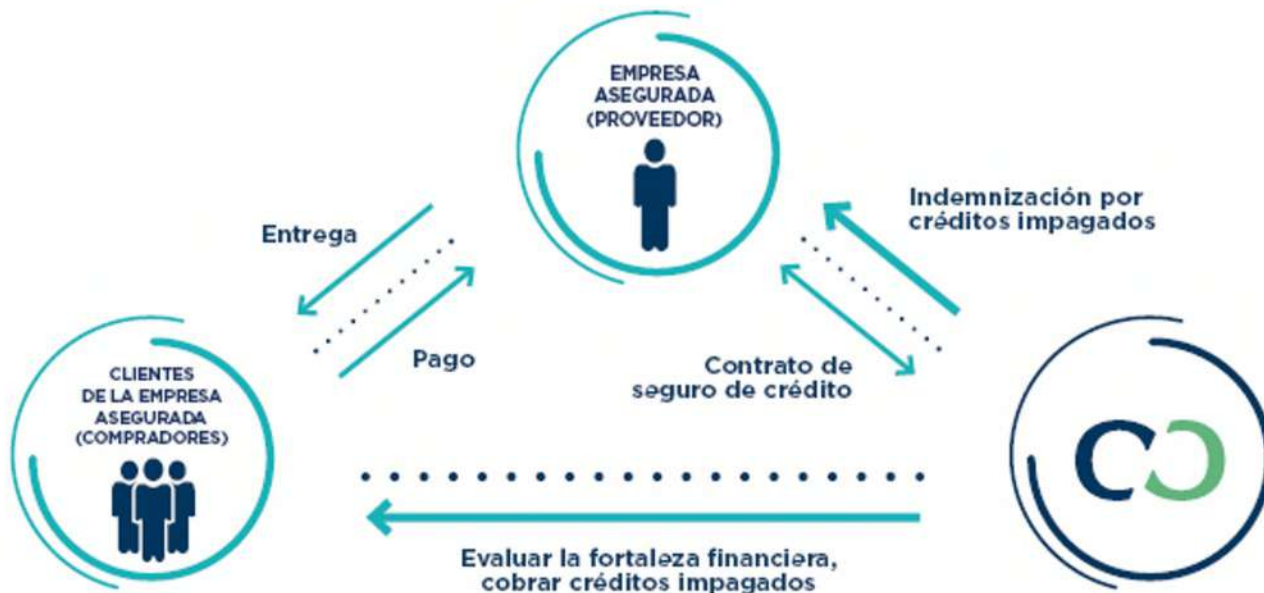 EMPRESA
ASEGURADA
(PROVEEDOR)
Indemnización por
créditos impagados
Entrega
Pago
Contrato de
seguro de crédito
CLIENTES
DE LA EMPRESA
ASEGURADA
(COMPRADORES)
Evaluar la fortaleza financiera,
cobrar créditos impagados